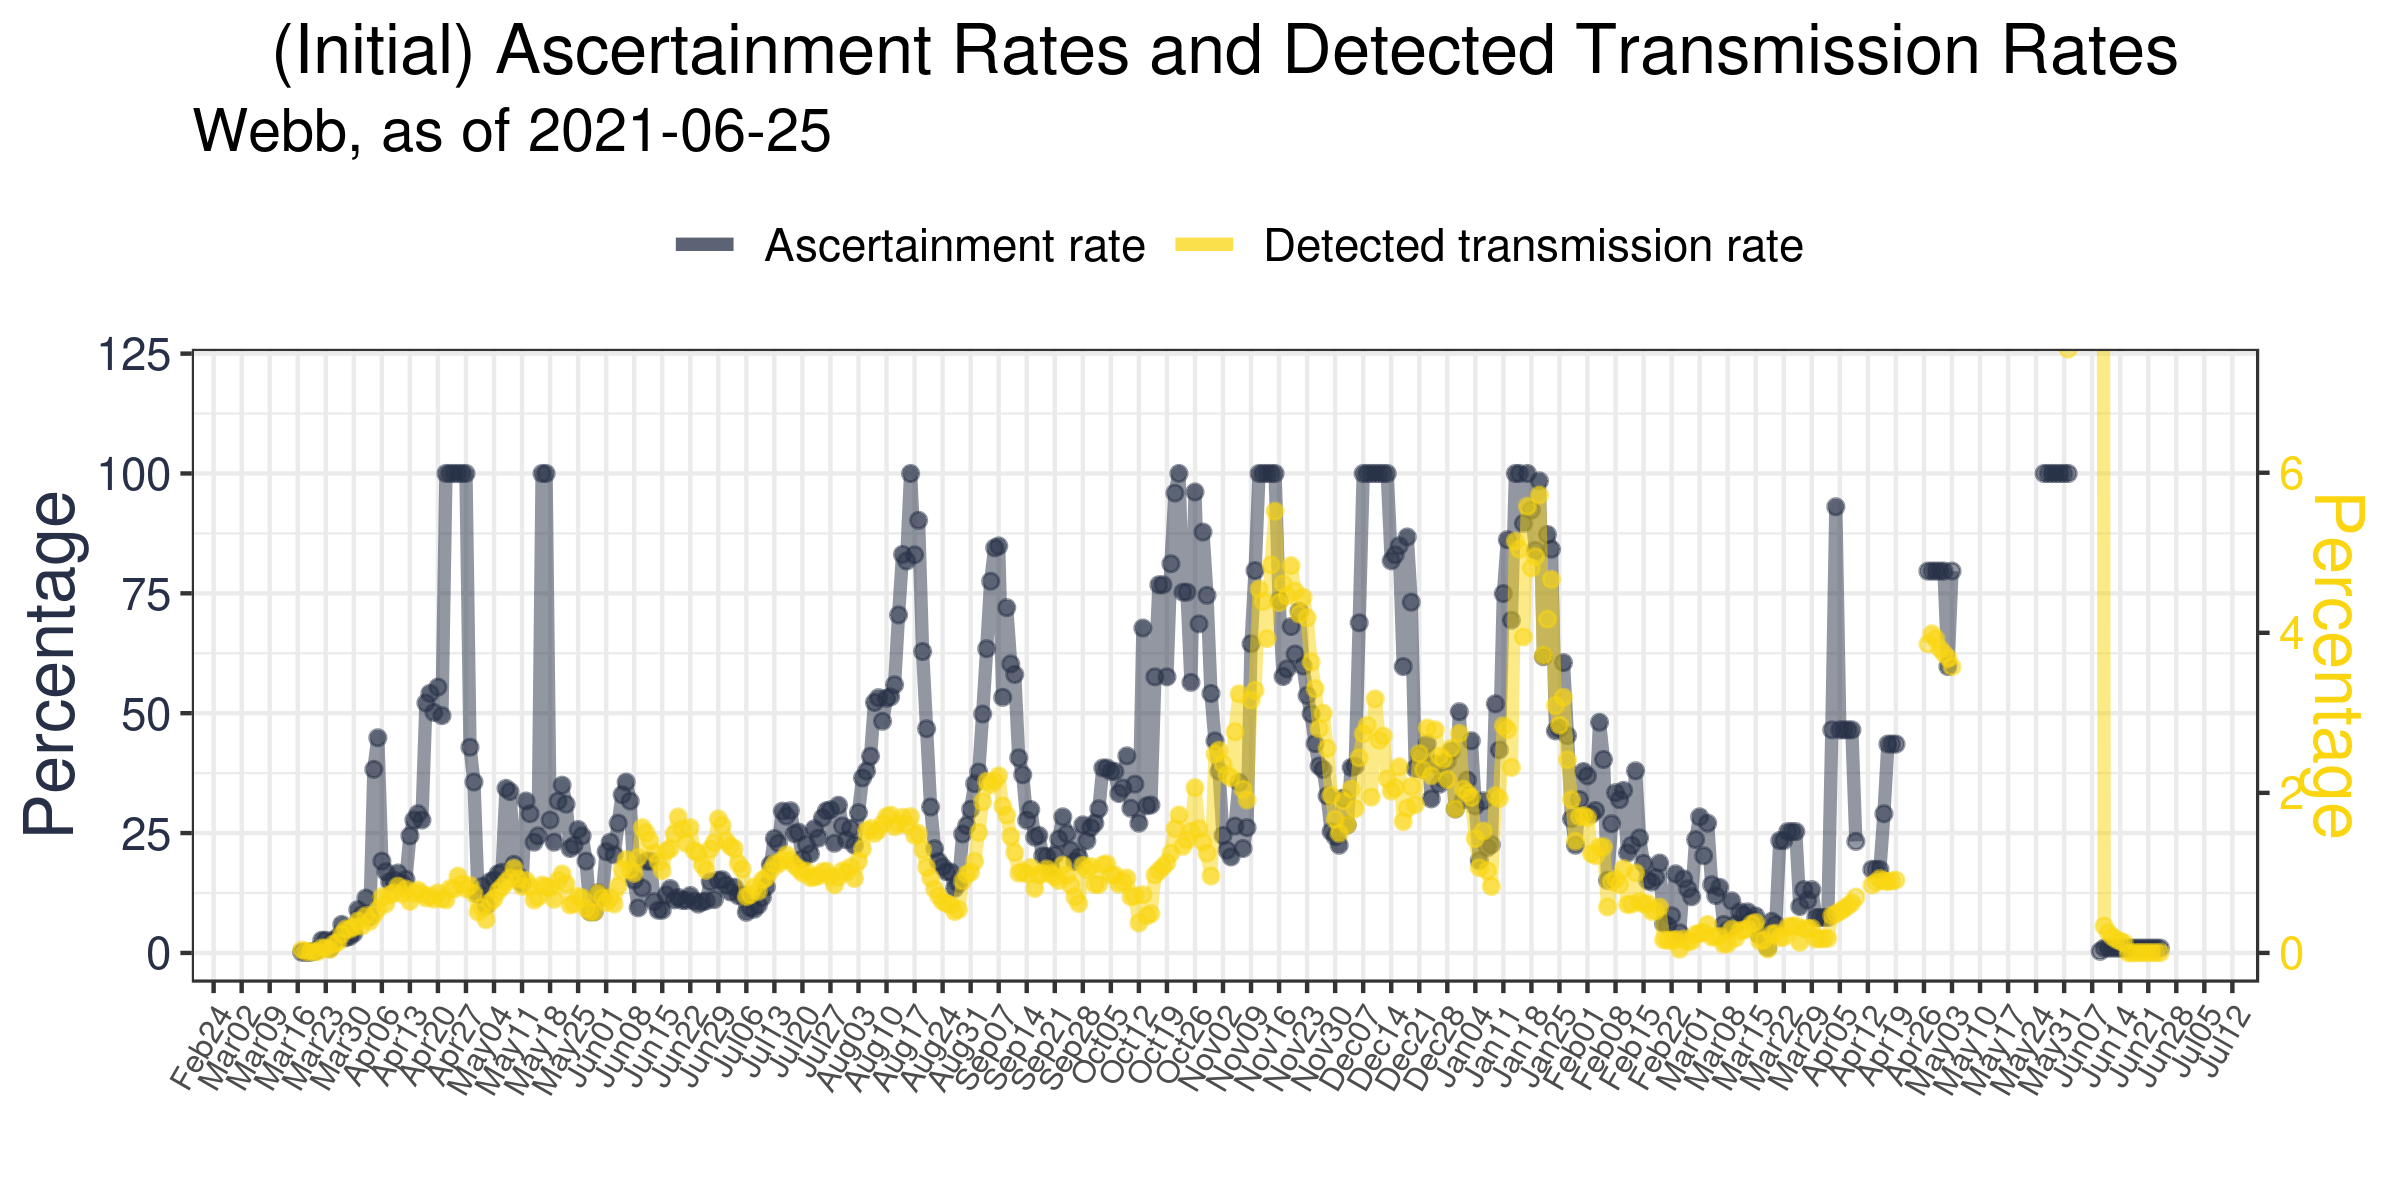 (Initial) Ascertainment Rates and Detected Transmission Rates
Webb, as of 2021-06-25
Ascertainment rate
Detected transmission rate
Percentage
125
100
75
50
25
0
6
4
2
0
Percentage
Feb24
Mar02
Mar09
Mar16
Mar23
Mar30
Apr06
Apr13
Apr20
Apr27
May04
May11
May18
May25
Jun01
Jun08
Jun15
Jun22
Jun29
Jul06
Jul13
Jul20
Jul27
Aug03
Aug10
Aug17
Aug24
Aug31
Sep07
Sep14
Sep21
Sep28
Oct05
Oct12
Oct19
Oct26
Nov02
Nov09
Nov16
Nov23
Nov30
Dec07
Dec14
Dec21
Dec28
Jan04
Jan11
Jan18
Jan25
Feb01
Feb08
Feb15
Feb22
Mar01
Mar08
Mar15
Mar22
Mar29
Apr05
Apr12
Apr19
Apr26
May03
May10
May17
May24
May31
Jun07
Jun14
Jun21
Jun28
Jul05
Jul12